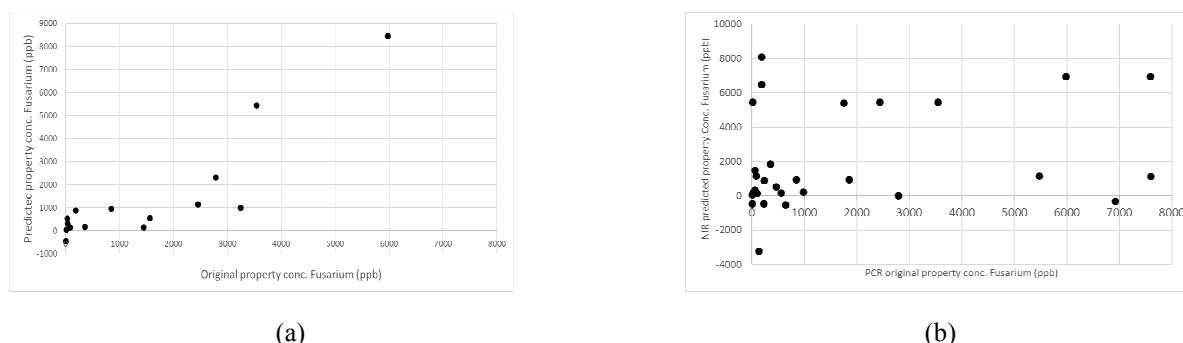 9000
8000
7000
6000
5000
4000
3000
2000
1000
0
-1000
0 1000 2000 3000 4000 5000 6000 7000 8000
Predicted property conc. Fusarium (ppb)
Original property conc. Fusarium (ppb)
(a)
10000
8000
6000
4000
2000
0
-2000
-4000
0 1000 2000 3000 4000 5000 6000 7000 8000
NIR predicted property Conc. Fusarium (ppb)
PCR original property conc. Fusarium (ppb)
(b)